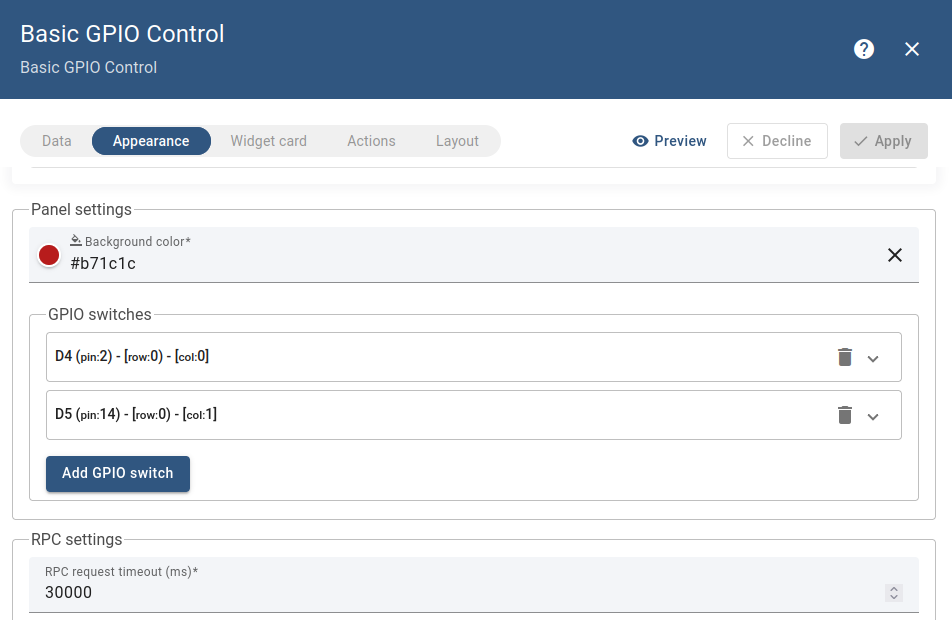 Basic GPIO Control
Basic GPIO Control
Data Appearance Widget card Actions Layout Preview Decline Apply
Panel settings
Background color*
#b71c1c
GPIO switches
D4 (pin:2) - [row:0) - [col:0]
D5 (pin:14) - [row:0) - [col:1]
Add GPIO switch
RPC settings
RPC request timeout (ms)*
30000